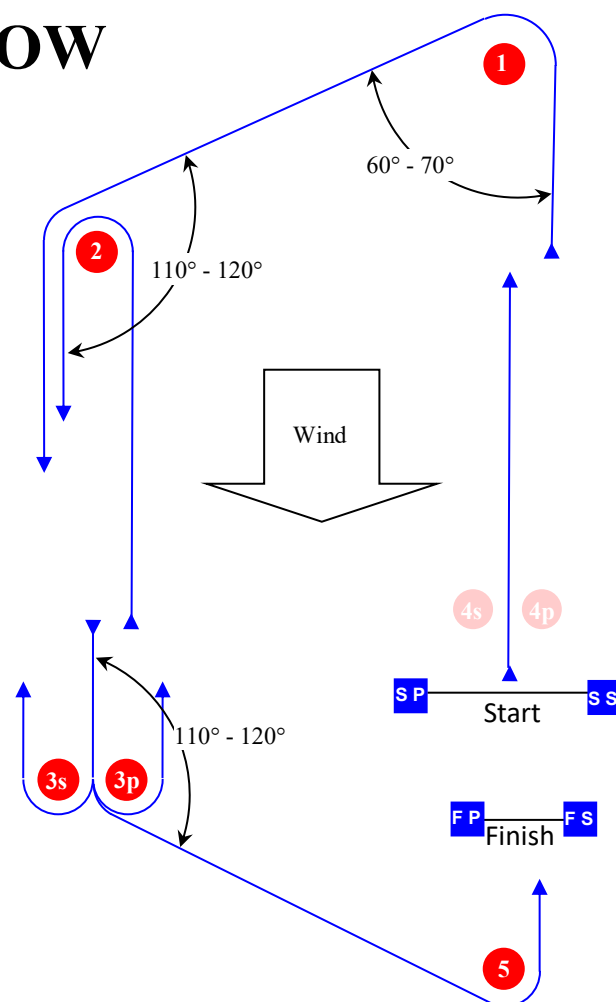 OW
1
60° - 70°
2
110° - 120°
Wind
4s 4p
S P S S
Start
110° - 120°
3s 3p
F P F S
Finish
5